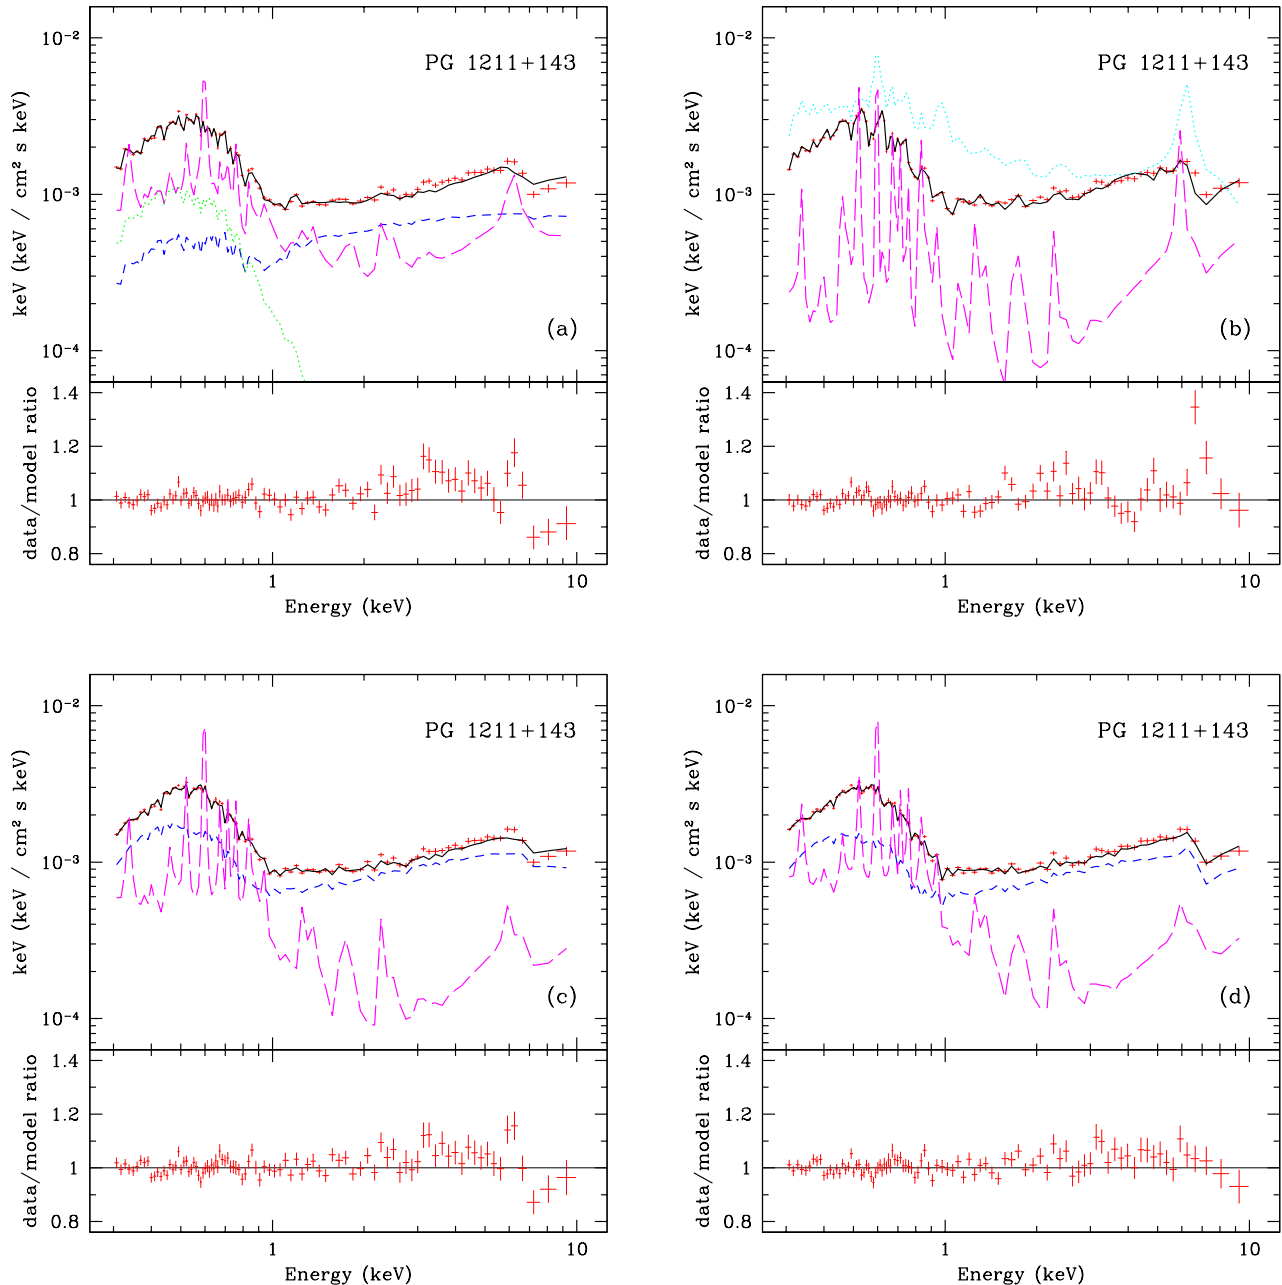 10⁻²
PG 1211+143
10⁻³
keV (keV / cm² s keV)
(a)
10⁻⁴
1.4
1.2
1
0.8
data/model ratio
1
10
Energy (keV)
10⁻²
PG 1211+143
10⁻³
keV (keV / cm² s keV)
(b)
10⁻⁴
1.4
1.2
1
0.8
data/model ratio
1
10
Energy (keV)
10⁻²
PG 1211+143
10⁻³
keV (keV / cm² s keV)
(c)
10⁻⁴
1.4
1.2
1
0.8
data/model ratio
1
10
Energy (keV)
10⁻²
PG 1211+143
10⁻³
keV (keV / cm² s keV)
(d)
10⁻⁴
1.4
1.2
1
0.8
data/model ratio
1
10
Energy (keV)